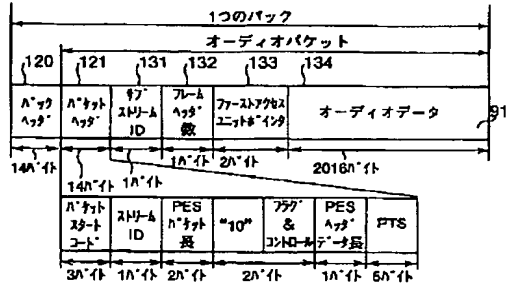 1つのパック
オーディオパケット
120 121 131 132 133 134
パック
ヘッダ
パケット
ヘッダ
サブ
ストリーム
ID
フレーム
ヘッダ
数
ファーストアクセス
ユニットポインタ
オーディオデータ
91
14バイト
14バイト
1バイト
1バイト
2バイト
2016バイト
パケット
スタート
コード
ストリーム
ID
PES
パケット
長
"10"
フラグ
&
コントロール
PES
ヘッダ
データ長
PTS
3バイト
1バイト
2バイト
2バイト
1バイト
5バイト